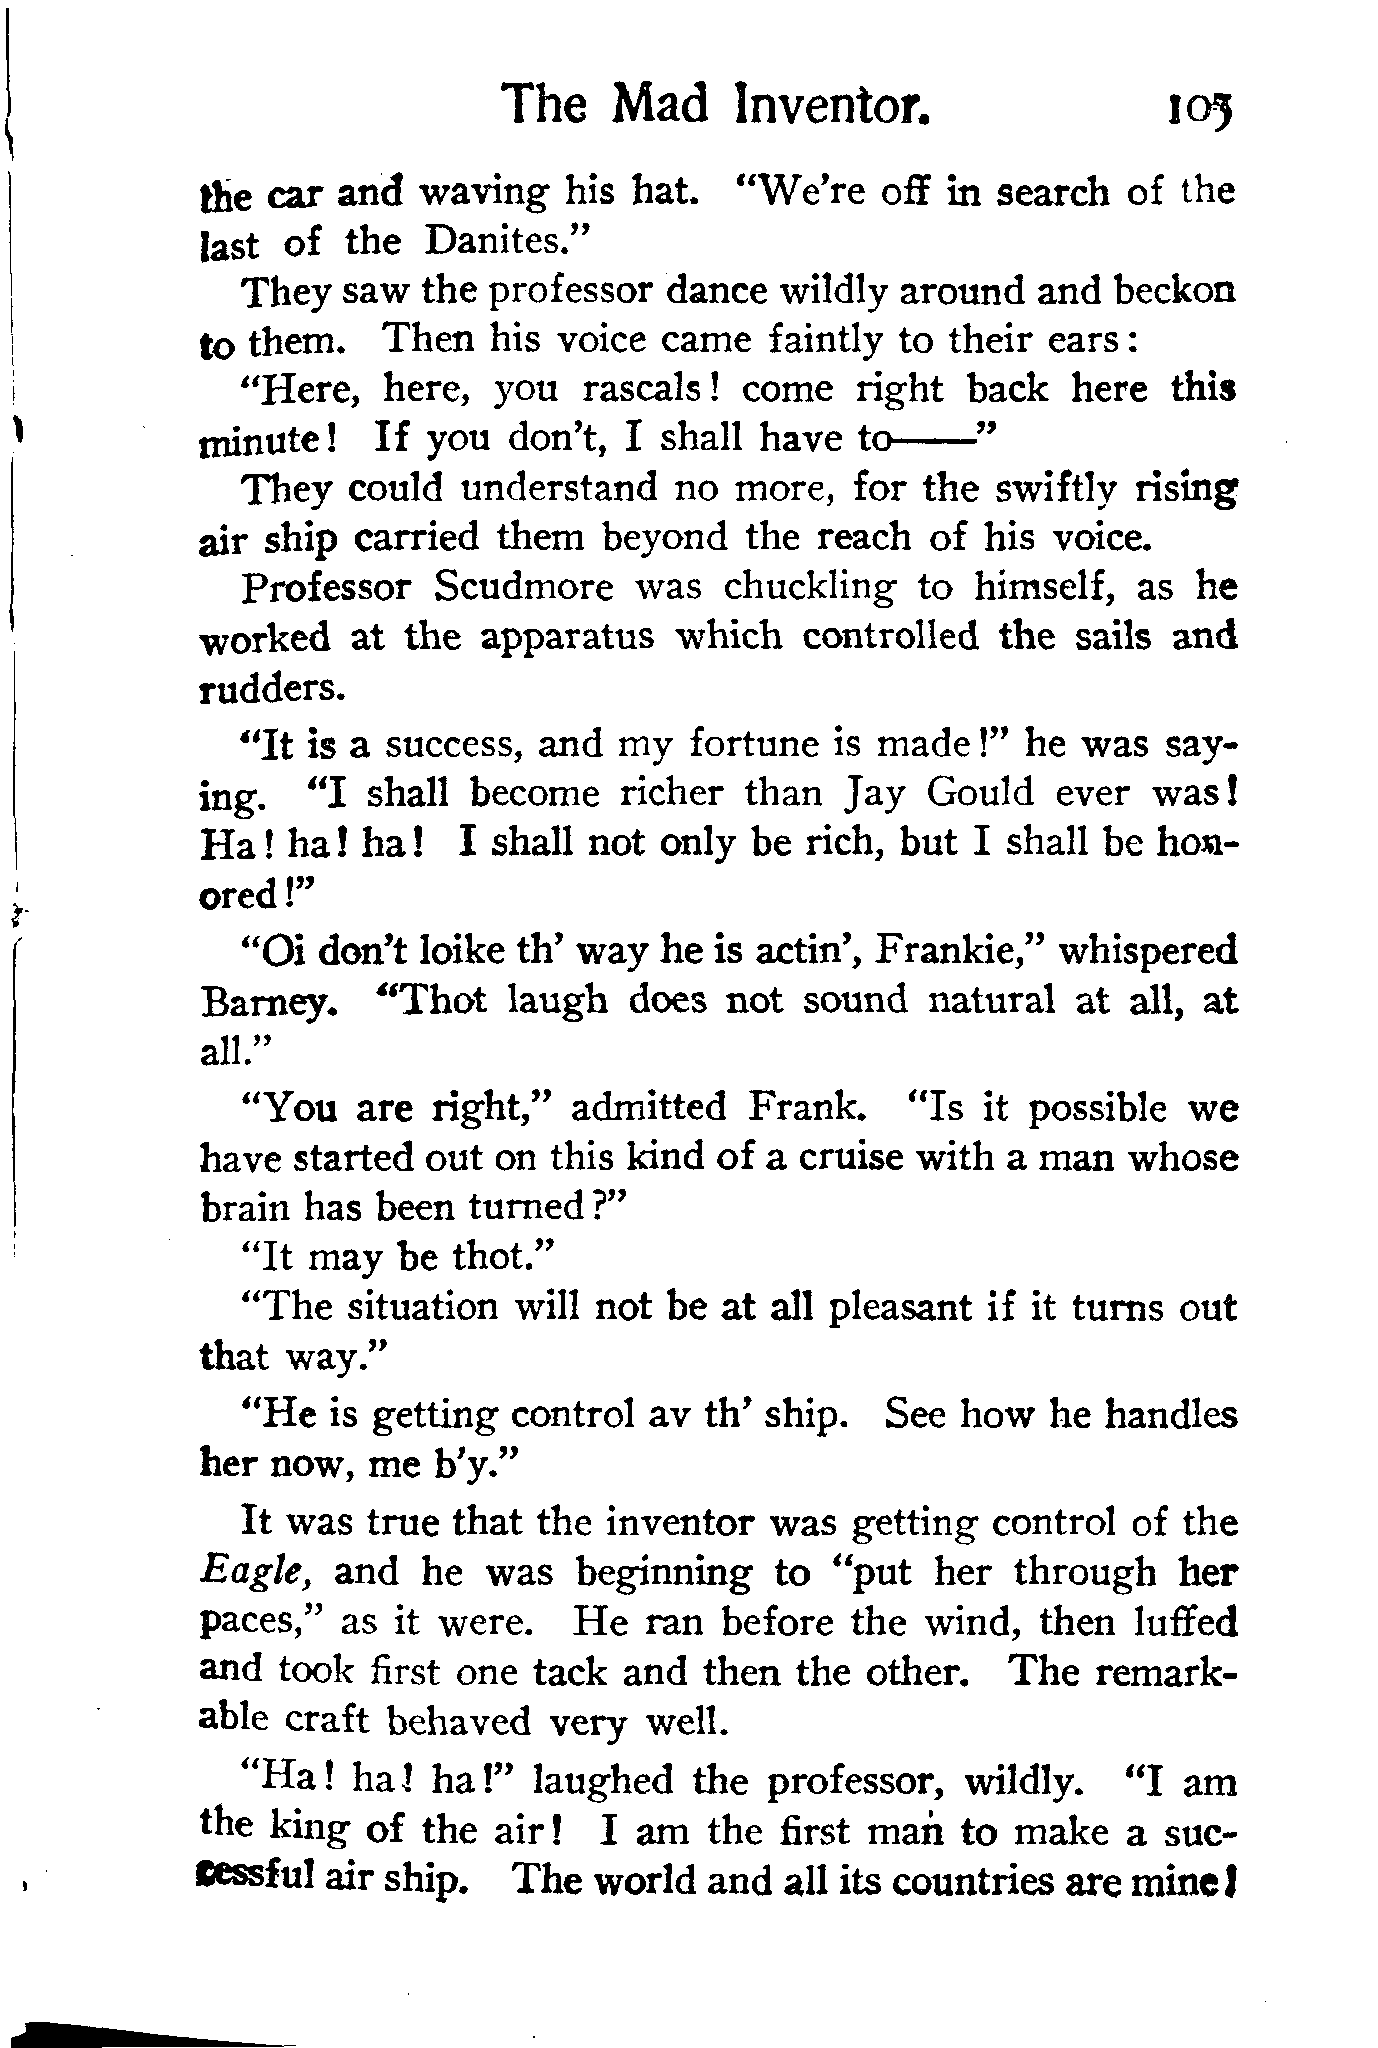 The Mad Inventor. 105
the car and waving his hat. “We’re off in search of the
last of the Danites.”
They saw the professor dance wildly around and beckon
to them. Then his voice came faintly to their ears:
“Here, here, you rascals! come right back here this
minute! If you don’t, I shall have to——”
They could understand no more, for the swiftly rising
air ship carried them beyond the reach of his voice.
Professor Scudmore was chuckling to himself, as he
worked at the apparatus which controlled the sails and
rudders.
“It is a success, and my fortune is made!” he was say-
ing. “I shall become richer than Jay Gould ever was!
Ha! ha! ha! I shall not only be rich, but I shall be hon-
ored!”
“Oi don’t loike th’ way he is actin’, Frankie,” whispered
Barney. “Thot laugh does not sound natural at all, at
all.”
“You are right,” admitted Frank. “Is it possible we
have started out on this kind of a cruise with a man whose
brain has been turned?”
“It may be thot.”
“The situation will not be at all pleasant if it turns out
that way.”
“He is getting control av th’ ship. See how he handles
her now, me b’y.”
It was true that the inventor was getting control of the
Eagle, and he was beginning to “put her through her
paces,” as it were. He ran before the wind, then luffed
and took first one tack and then the other. The remark-
able craft behaved very well.
“Ha! ha! ha!” laughed the professor, wildly. “I am
the king of the air! I am the first man to make a suc-
cessful air ship. The world and all its countries are mine!